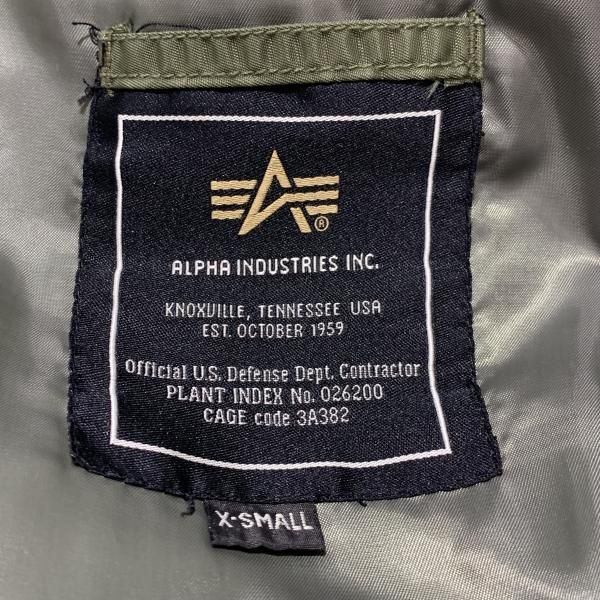 ®
ALPHA INDUSTRIES INC.
KNOXVILLE, TENNESSEE USA
EST. OCTOBER 1959
Official U.S. Defense Dept. Contractor
PLANT INDEX No. 026200
CAGE code 3A382
X-SMALL